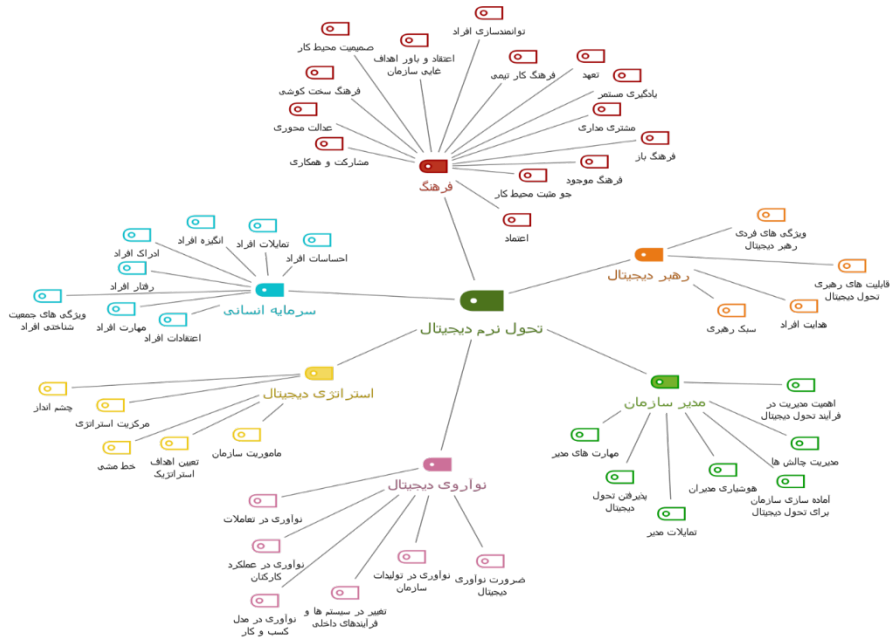 توانمندسازی افراد
صمیمیت محیط کار
اعتقاد و باور اهداف
غایی سازمان
فرهنگ کار تیمی
تعهد
فرهنگ سخت کوشی
یادگیری مستمر
عدالت محوری
مشتری مداری
مشارکت و همکاری
فرهنگ باز
فرهنگ موجود
جو مثبت محیط کار
فرهنگ
اعتماد
ویژگی های فردی
رهبر دیجیتال
قابلیت های رهبری
تحول دیجیتال
رهبر دیجیتال
هدایت افراد
سبک رهبری
انگیزه افراد
تمایلات افراد
ادراک افراد
احساسات افراد
رفتار افراد
سرمایه انسانی
ویژگی های جمعیت
شناختی افراد
مهارت افراد
اعتقادات افراد
تحول نرم دیجیتال
استراتژی دیجیتال
چشم انداز
مرکزیت استراتژی
خط مشی
تعیین اهداف
استراتژیک
ماموریت سازمان
مدیر سازمان
اهمیت مدیریت در
فرآیند تحول دیجیتال
مهارت های مدیر
مدیریت چالش ها
پذیرفتن تحول
دیجیتال
هوشیاری مدیران
آماده سازی سازمان
برای تحول دیجیتال
تمایلات مدیر
نوآروی دیجیتال
نوآوری در تعاملات
نوآوری در عملکرد
کارکنان
نوآوری در مدل
کسب و کار
تغییر در سیستم ها و
فرآیندهای داخلی
نوآوری در تولیدات
سازمان
ضرورت نوآوری
دیجیتال